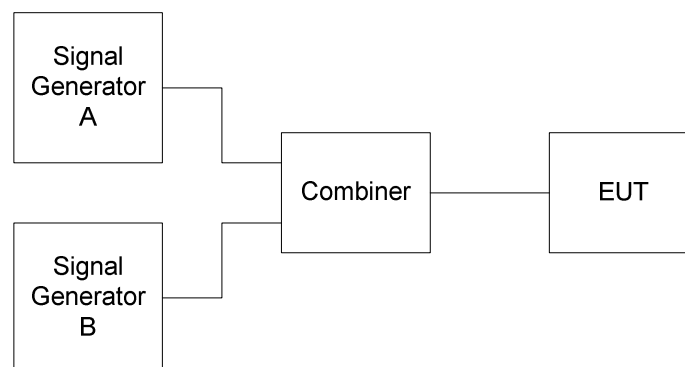 Signal
Generator
A
Combiner
EUT
Signal
Generator
B